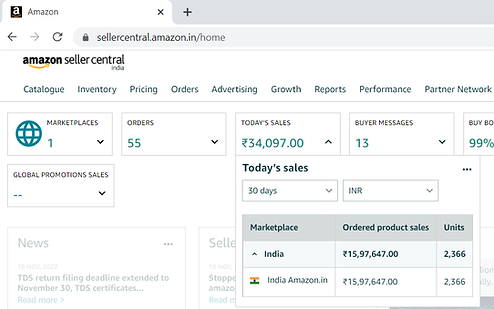 Amazon
sellercentral.amazon.in/home
amazon seller central
india
Catalogue Inventory Pricing Orders Advertising Growth Reports Performance Partner Network
MARKETPLACES
1
ORDERS
55
TODAY'S SALES
₹34,097.00
BUYER MESSAGES
13
BUY BO
99%
GLOBAL PROMOTIONS SALES
--
Today's sales
30 days INR
Marketplace Ordered product sales Units
India ₹15,97,647.00 2,366
India Amazon.in ₹15,97,647.00 2,366
News
18 NOV, 2022
TDS return filing deadline extended to
November 30, TDS certificates...
Read more >
Selle
Stoppe
amazo
amazo
Read m